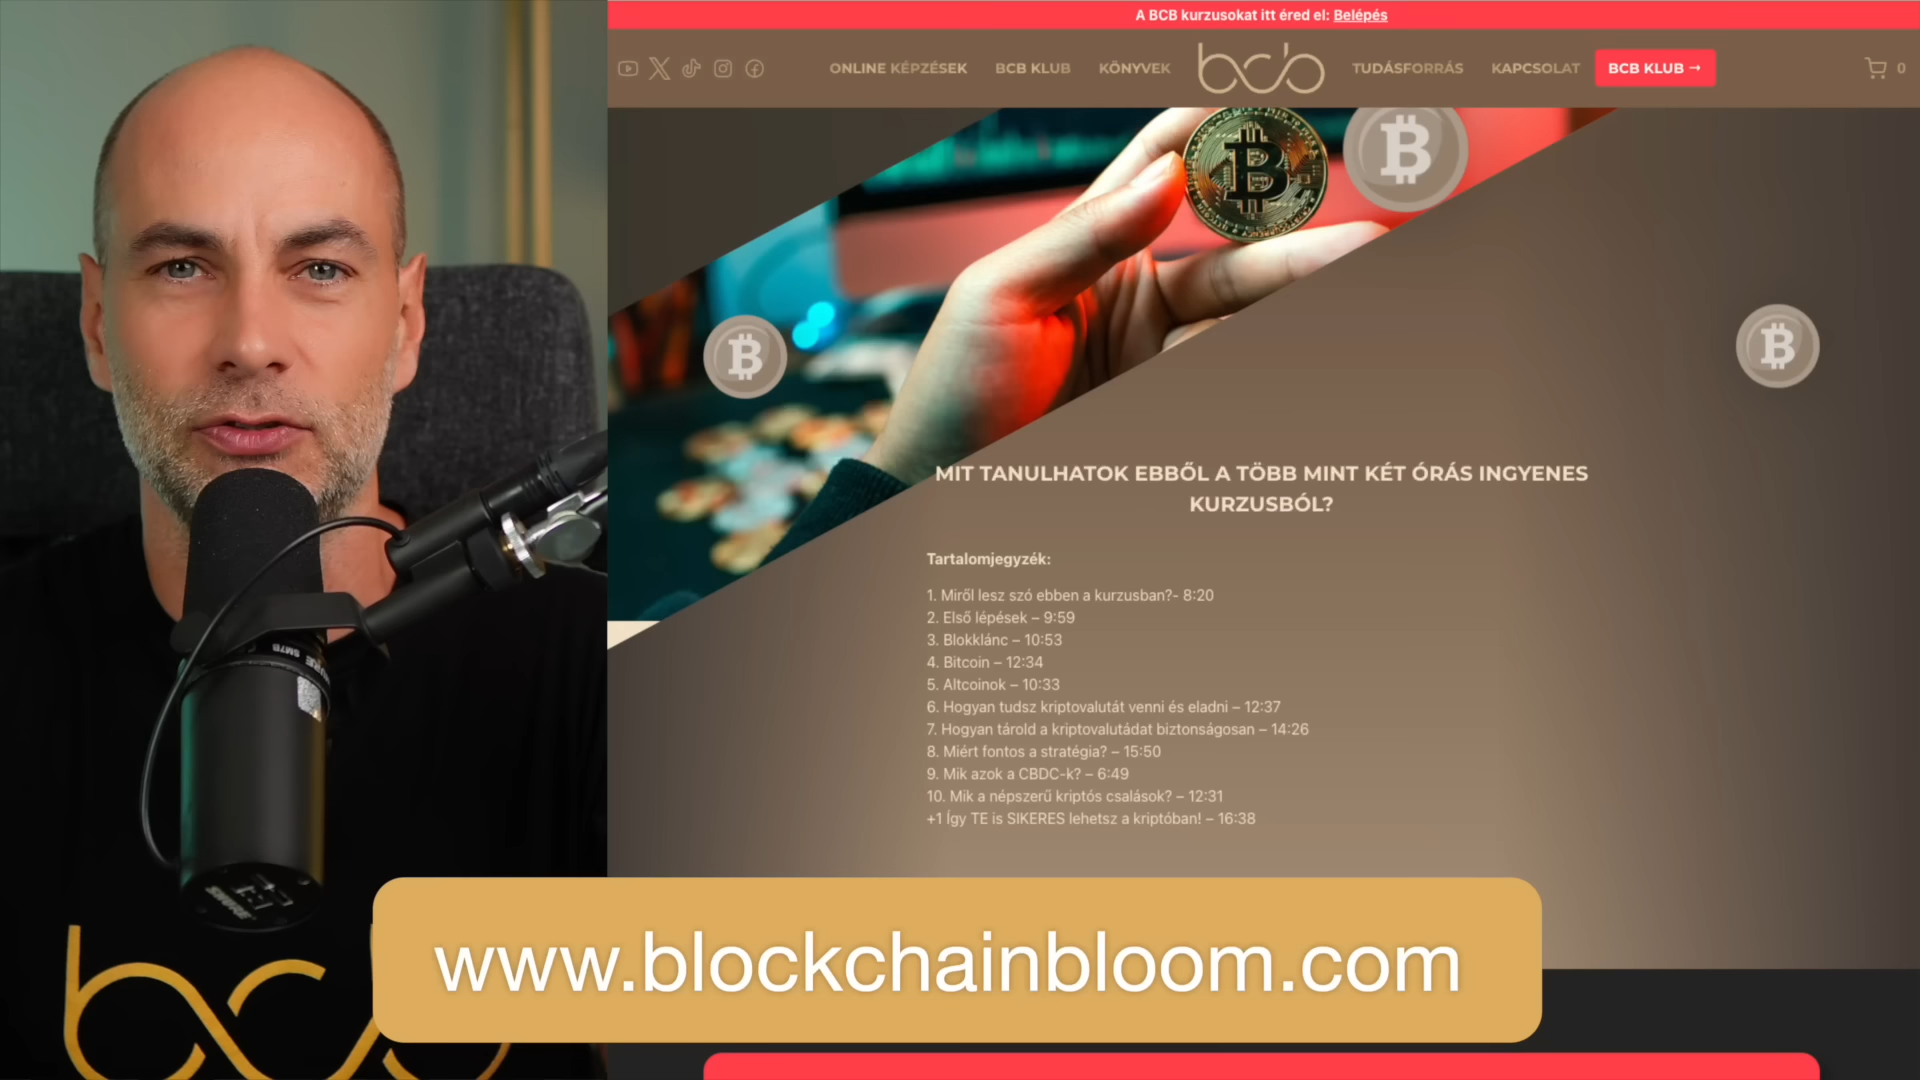 A BCB kurzusokat itt éred el: Belépés
ONLINE KÉPZÉSEK BCB KLUB KÖNYVEK bcb TUDÁSFORRÁS KAPCSOLAT BCB KLUB → 0
MIT TANULHATOK EBBŐL A TÖBB MINT KÉT ÓRÁS INGYENES
KURZUSBÓL?
Tartalomjegyzék:
1. Miről lesz szó ebben a kurzusban?- 8:20
2. Első lépések – 9:59
3. Blokklánc – 10:53
4. Bitcoin – 12:34
5. Altcoinok – 10:33
6. Hogyan tudsz kriptovalutát venni és eladni – 12:37
7. Hogyan tárold a kriptovalutádat biztonságosan – 14:26
8. Miért fontos a stratégia? – 15:50
9. Mik azok a CBDC-k? – 6:49
10. Mik a népszerű kriptós csalások? – 12:31
+1 Így TE is SIKERES lehetsz a kriptóban! – 16:38
SM7B
SHURE
bcb
www.blockchainbloom.com